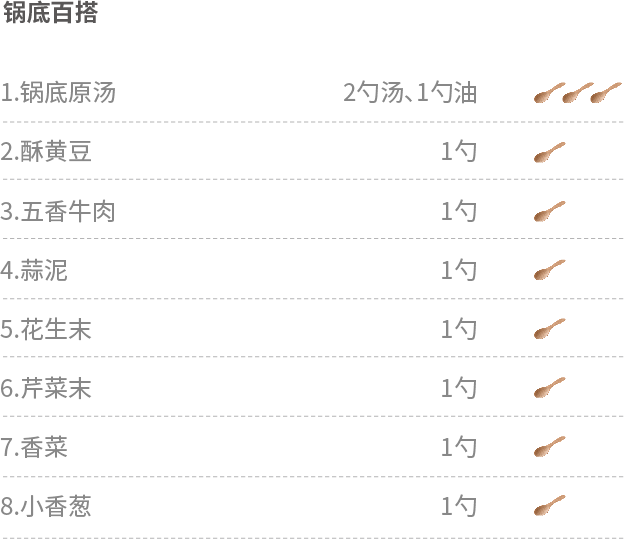 锅底百搭
1.锅底原汤 2勺汤、1勺油
2.酥黄豆 1勺
3.五香牛肉 1勺
4.蒜泥 1勺
5.花生末 1勺
6.芹菜末 1勺
7.香菜 1勺
8.小香葱 1勺